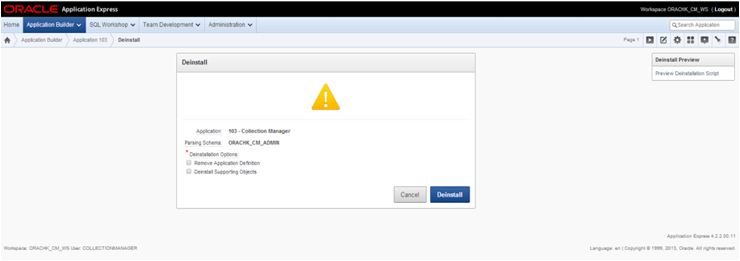 ORACLE Application Express
Workspace ORACHK_CM_WS ( Logout )
Home Application Builder SQL Workshop Team Development Administration Search Application
Application Builder Application 103 Deinstall Page 1
Deinstall
Application: 103 - Collection Manager
Parsing Schema: ORACHK_CM_ADMIN
* Deinstallation Options:
Remove Application Definition
Deinstall Supporting Objects
Cancel Deinstall
Deinstall Preview
Preview Deinstallation Script
Application Express 4.2.2.00.11
Workspace: ORACHK_CM_WS User: COLLECTIONMANAGER
Language: en | Copyright © 1999, 2013, Oracle. All rights reserved.